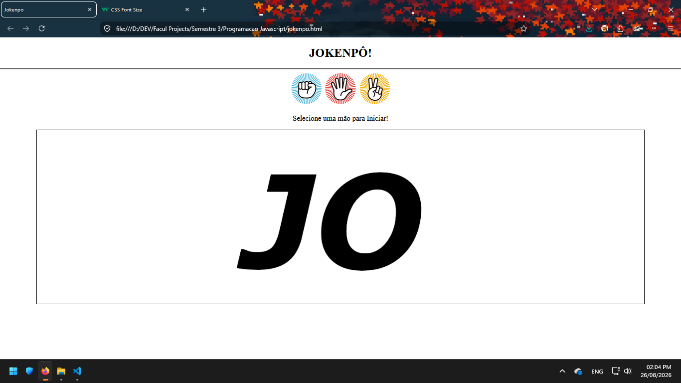 Jokenpo
CSS Font Size
file:///D:/DEV/Facul Projects/Semestre 3/Programacao Javascript/jokenpo.html
JOKENPÔ!
Selecione uma mão para Iniciar!
JO
ENG
02:04 PM
26/08/2026